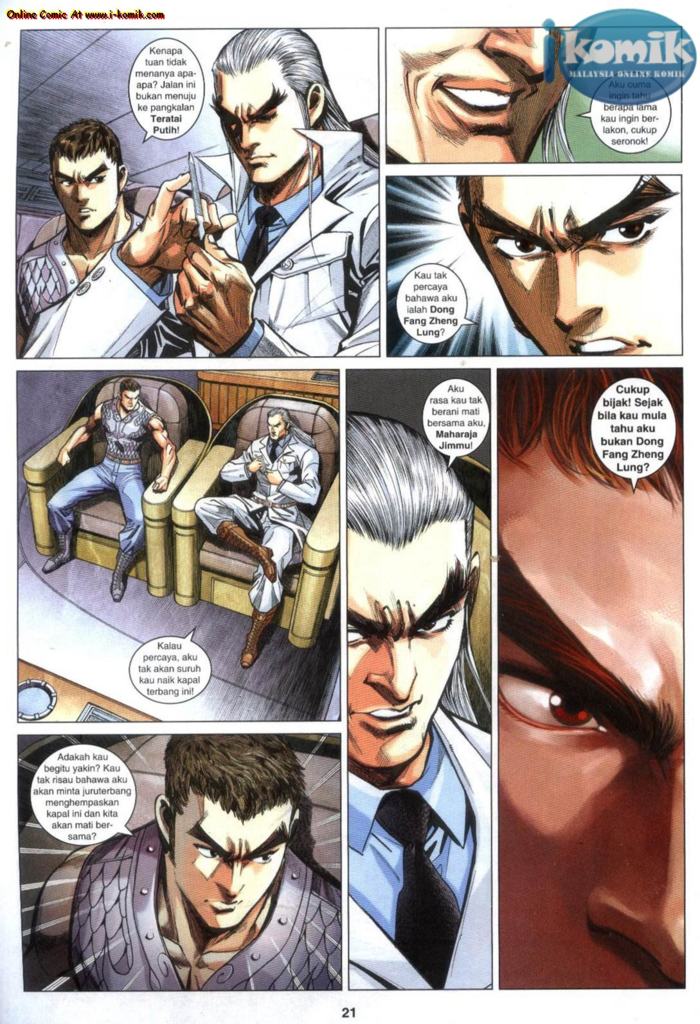 Online Comic At www.i-komik.com
Kenapa
tuan tidak
menanya apa-
apa? Jalan ini
bukan menuju
ke pangkalan
Teratai
Putih!
ikomik
MALAYSIA ONLINE KOMIK
Aku cuma
ingin tahu
berapa lama
kau ingin ber-
lakon, cukup
seronok!
Kau tak
percaya
bahawa aku
ialah Dong
Fang Zheng
Lung?
Kalau
percaya, aku
tak akan suruh
kau naik kapal
terbang ini!
Adakah kau
begitu yakin? Kau
tak risau bahawa aku
akan minta juruterbang
menghempaskan
kapal ini dan kita
akan mati ber-
sama?
Aku
rasa kau tak
berani mati
bersama aku,
Maharaja
Jimmu!
Cukup
bijak! Sejak
bila kau mula
tahu aku
bukan Dong
Fang Zheng
Lung?
21